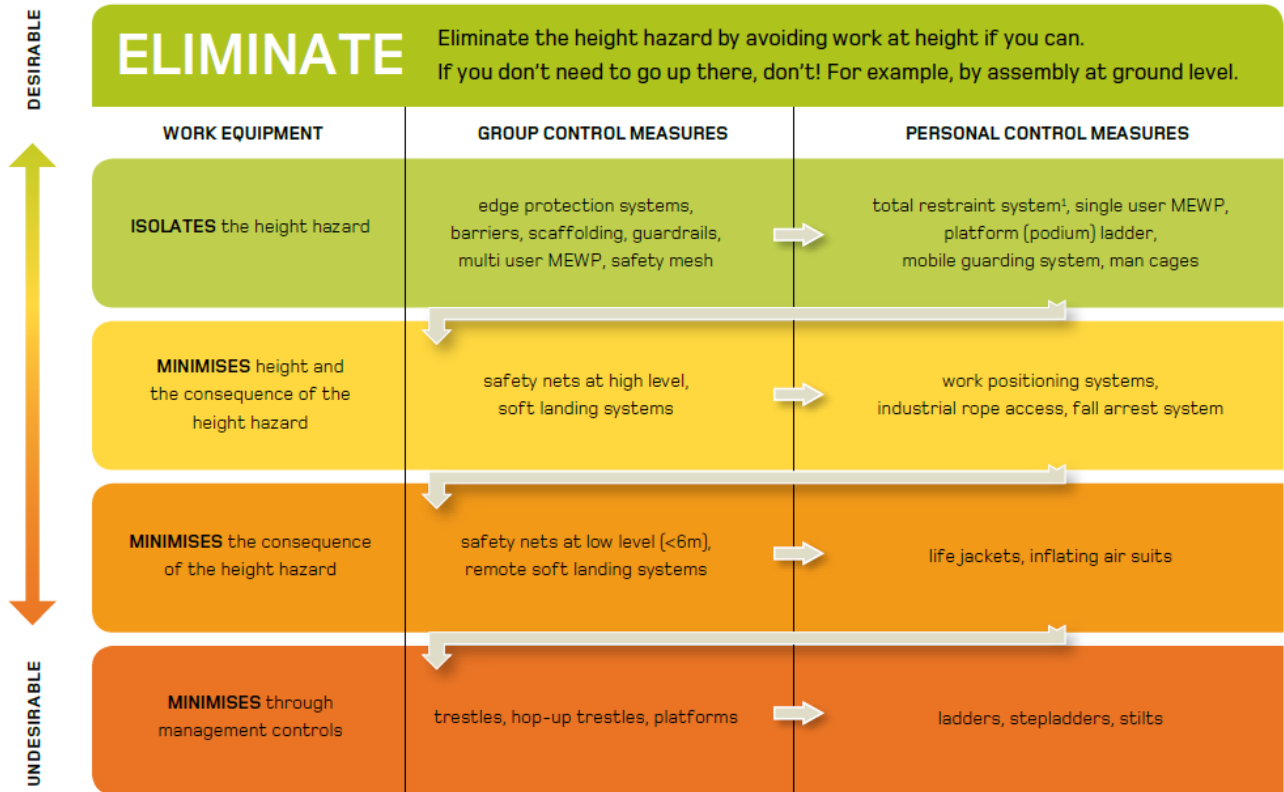 DESIRABLE
ELIMINATE
Eliminate the height hazard by avoiding work at height if you can.
If you don't need to go up there, don't! For example, by assembly at ground level.
WORK EQUIPMENT
GROUP CONTROL MEASURES
PERSONAL CONTROL MEASURES
ISOLATES the height hazard
edge protection systems,
barriers, scaffolding, guardrails,
multi user MEWP, safety mesh
total restraint system¹, single user MEWP,
platform (podium) ladder,
mobile guarding system, man cages
MINIMISES height and
the consequence of the
height hazard
safety nets at high level,
soft landing systems
work positioning systems,
industrial rope access, fall arrest system
MINIMISES the consequence
of the height hazard
safety nets at low level (<6m),
remote soft landing systems
life jackets, inflating air suits
MINIMISES through
management controls
trestles, hop-up trestles, platforms
ladders, stepladders, stilts
UNDESIRABLE